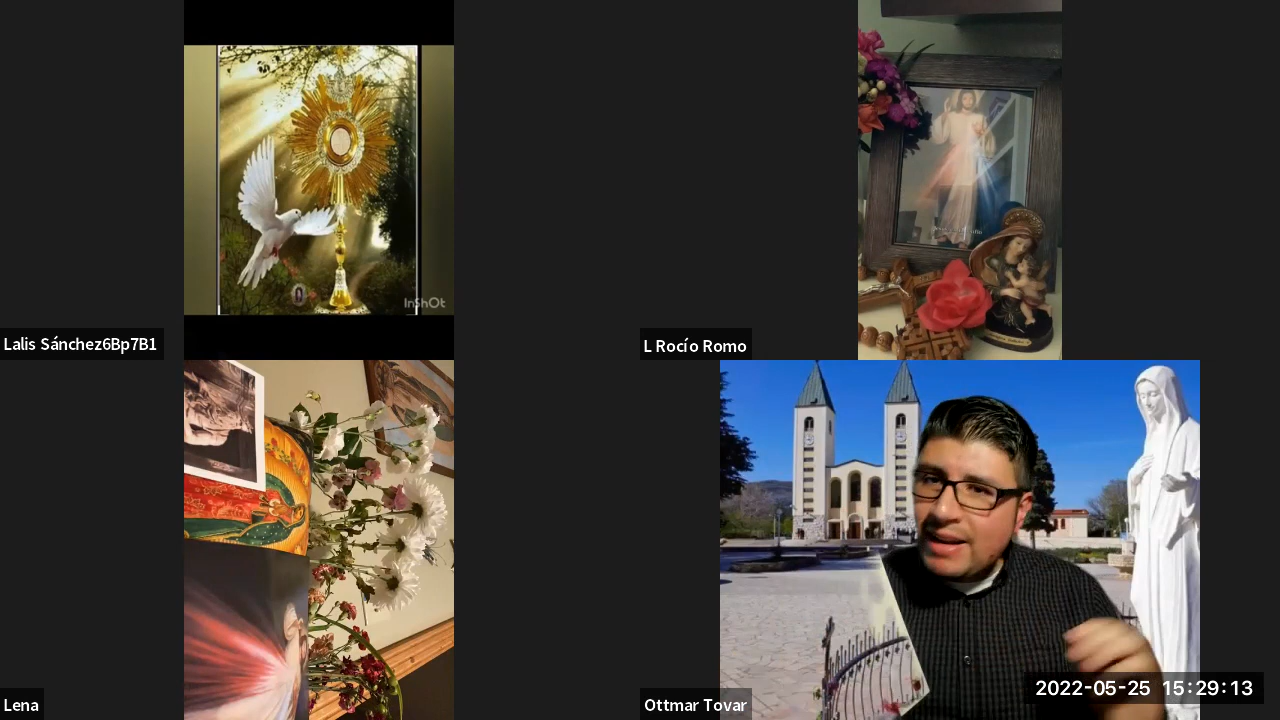 InShOt
Lalis Sánchez6Bp7B1
L Rocío Romo
Lena
Ottmar Tovar
2022-05-25 15:29:13